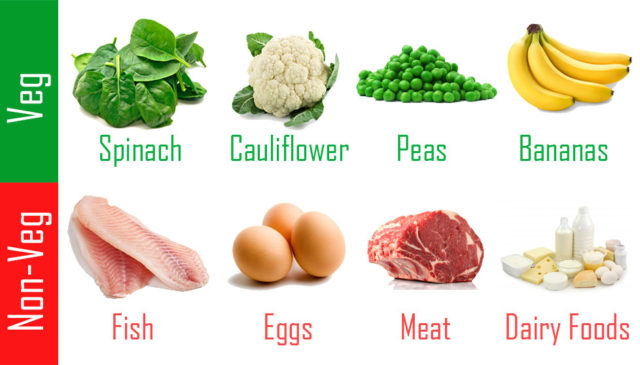 Veg
Spinach Cauliflower Peas Bananas
Non-Veg
Fish Eggs Meat Dairy Foods